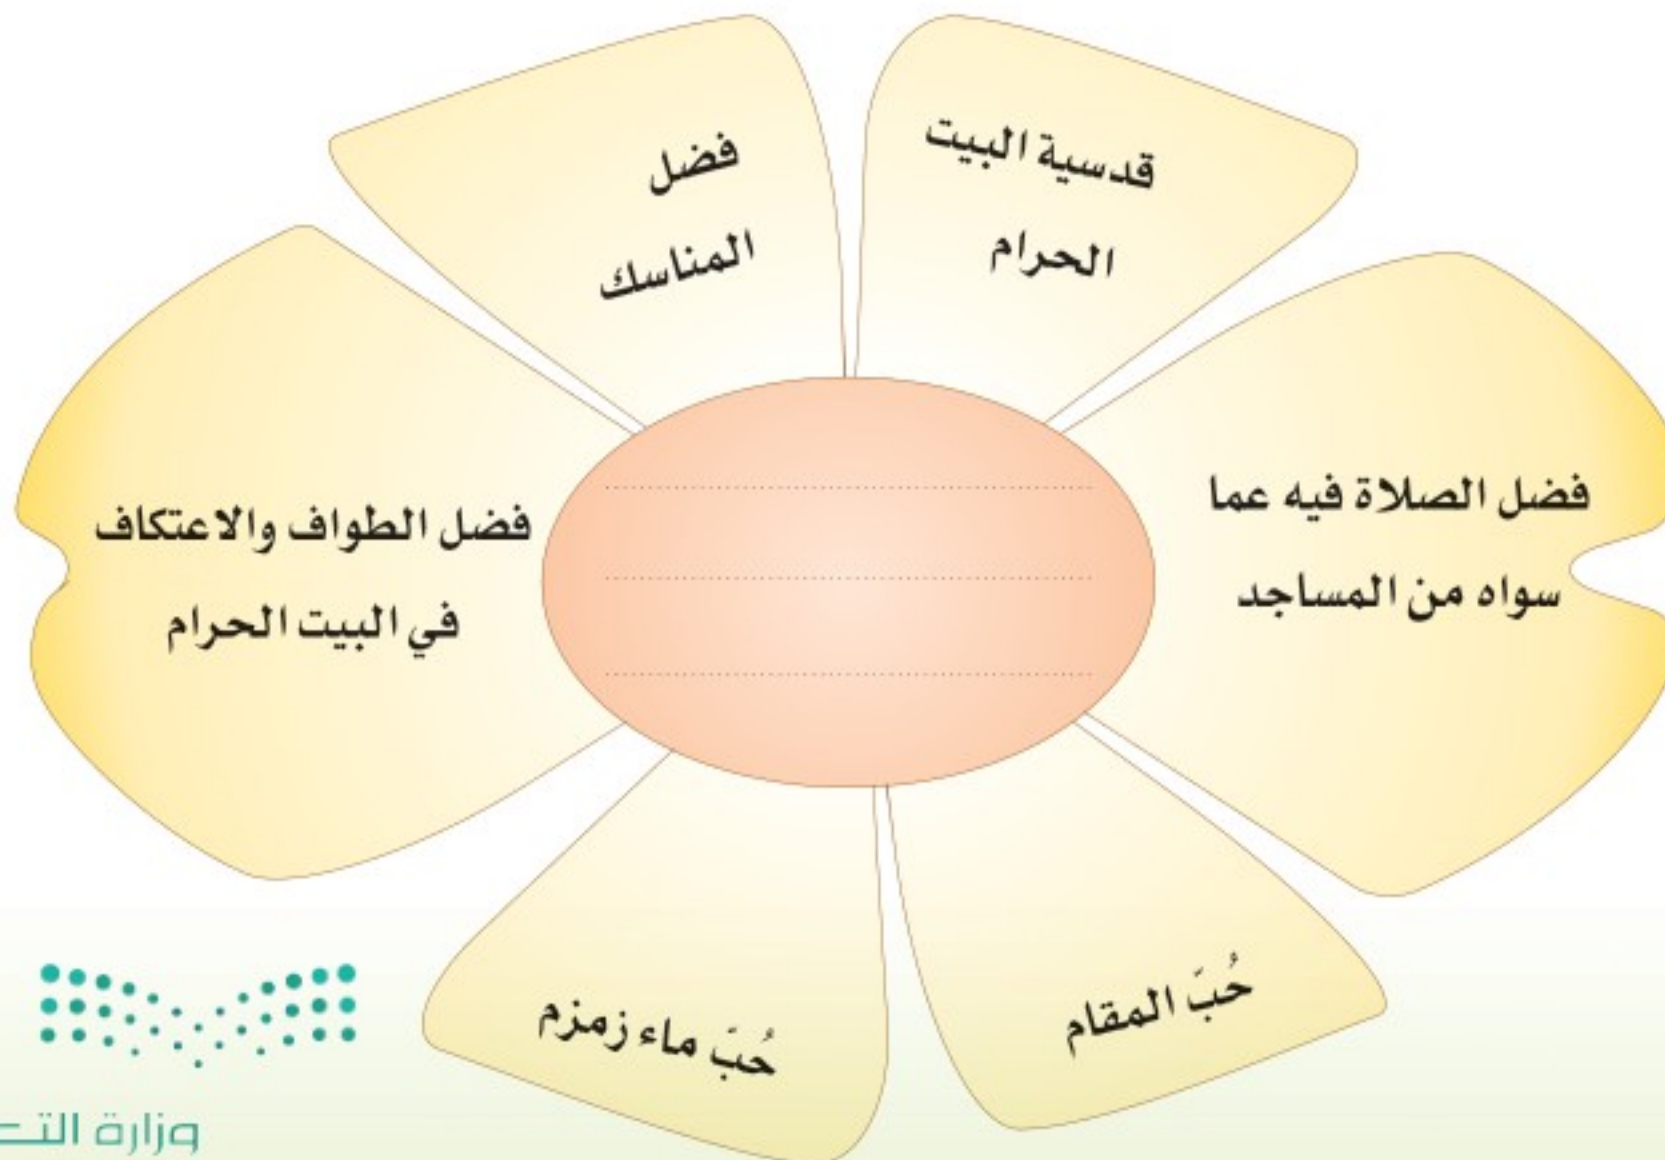 قدسية البيت
الحرام
فضل
المناسك
فضل الصلاة فيه عما
سواه من المساجد
فضل الطواف والاعتكاف
في البيت الحرام
حُبّ المقام
حُبّ ماء زمزم
وزارة التـ